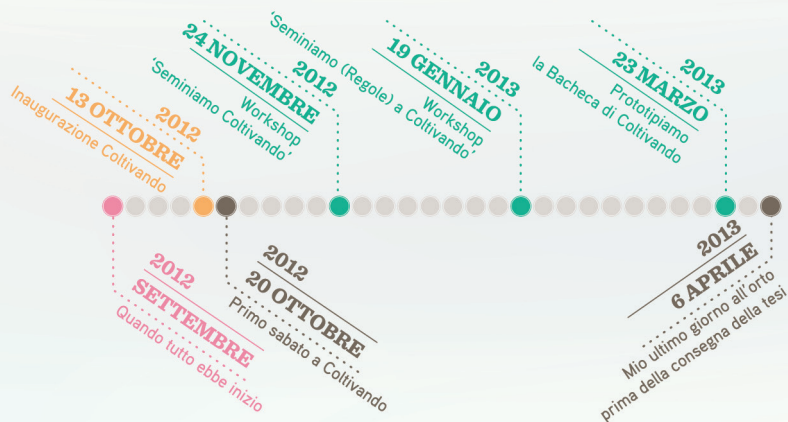 2012
13 OTTOBRE
Inaugurazione Coltivando
2012
24 NOVEMBRE
Workshop
'Seminiamo Coltivando'
2013
19 GENNAIO
Workshop
'Seminiamo (Regole) a Coltivando'
2013
23 MARZO
Prototipiamo
la Bacheca di Coltivando
2012
SETTEMBRE
Quando tutto ebbe inizio
2012
20 OTTOBRE
Primo sabato a Coltivando
2013
6 APRILE
Mio ultimo giorno all'orto
prima della consegna della tesi